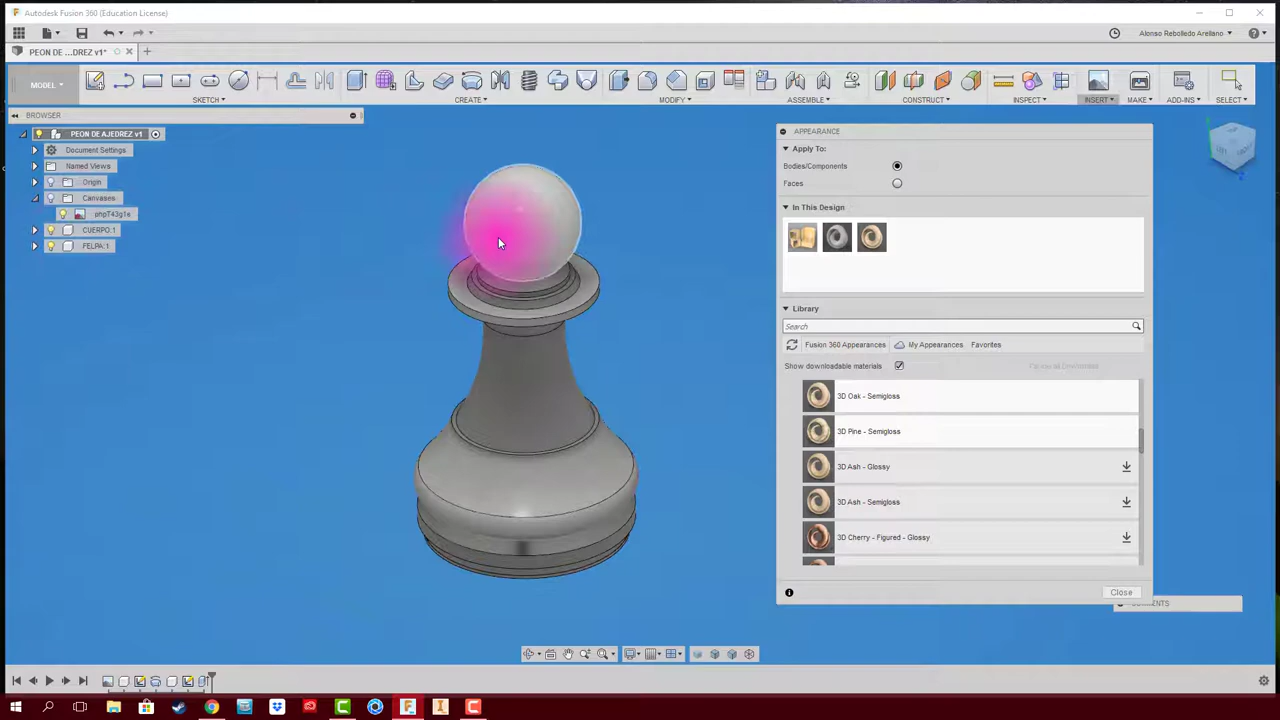 Autodesk Fusion 360 (Education License)
Alonso Rebolledo Arellano
PEON DE ...DREZ v1*
MODEL
SKETCH
CREATE
MODIFY
ASSEMBLE
CONSTRUCT
INSPECT
INSERT
MAKE
ADD-INS
SELECT
BROWSER
PEON DE AJEDREZ v1
Document Settings
Named Views
Origin
Canvases
phpT43g1e
CUERPO:1
FELPA:1
APPEARANCE
Apply To:
Bodies/Components
Faces
In This Design
Library
Search
Fusion 360 Appearances
My Appearances
Favorites
Show downloadable materials
3D Oak - Semigloss
3D Pine - Semigloss
3D Ash - Glossy
3D Ash - Semigloss
3D Cherry - Figured - Glossy
Close
COMMENTS